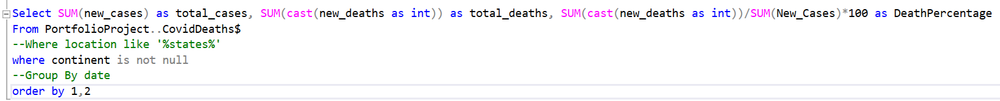 Select SUM(new_cases) as total_cases, SUM(cast(new_deaths as int)) as total_deaths, SUM(cast(new_deaths as int))/SUM(New_Cases)*100 as DeathPercentage
From PortfolioProject..CovidDeaths$
--Where location like '%states%'
where continent is not null
--Group By date
order by 1,2